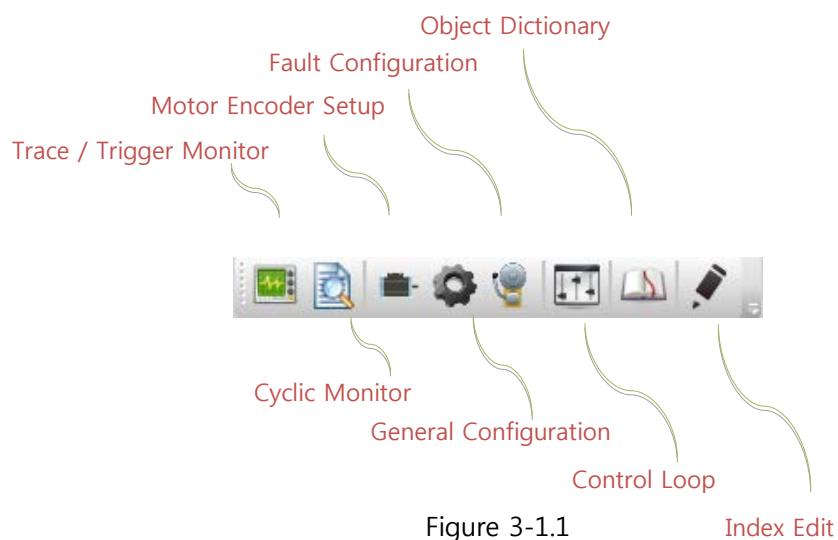 Object Dictionary
Fault Configuration
Motor Encoder Setup
Trace / Trigger Monitor
Cyclic Monitor
General Configuration
Control Loop
Figure 3-1.1
Index Edit